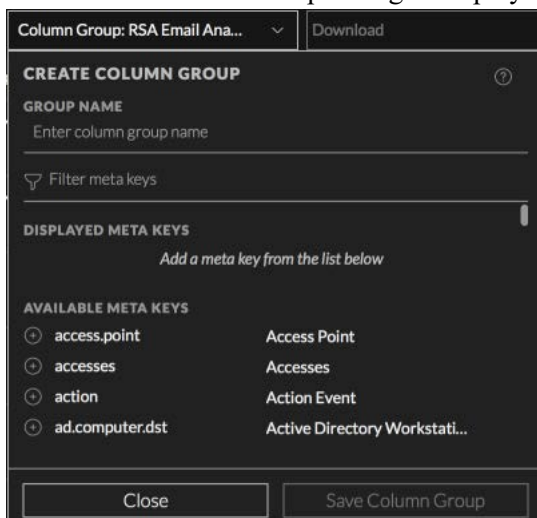 Column Group: RSA Email Ana... Download
CREATE COLUMN GROUP
GROUP NAME
Enter column group name
Filter meta keys
DISPLAYED META KEYS
Add a meta key from the list below
AVAILABLE META KEYS
access.point Access Point
accesses Accesses
action Action Event
ad.computer.dst Active Directory Workstati...
Close Save Column Group